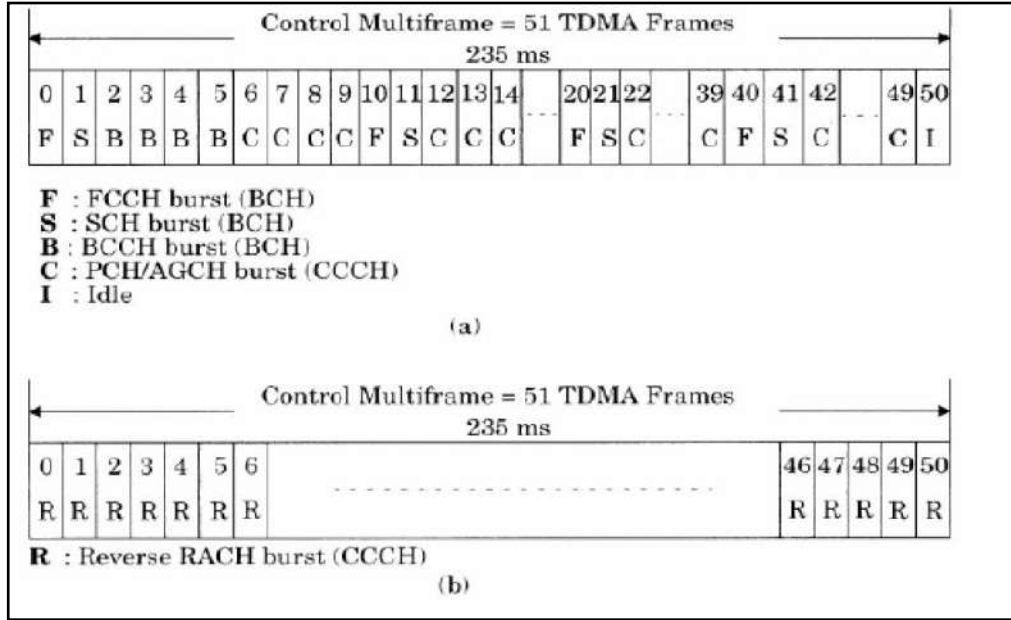 Control Multiframe = 51 TDMA Frames
235 ms
0 1 2 3 4 5 6 7 8 9 10 11 12 13 14 20 21 22 39 40 41 42 49 50
F S B B B B C C C C F S C C C F S C C F S C C I
F : FCCH burst (BCH)
S : SCH burst (BCH)
B : BCCH burst (BCH)
C : PCH/AGCH burst (CCCH)
I : Idle
(a)
Control Multiframe = 51 TDMA Frames
235 ms
0 1 2 3 4 5 6 46 47 48 49 50
R R R R R R R R R R R R
R : Reverse RACH burst (CCCH)
(b)